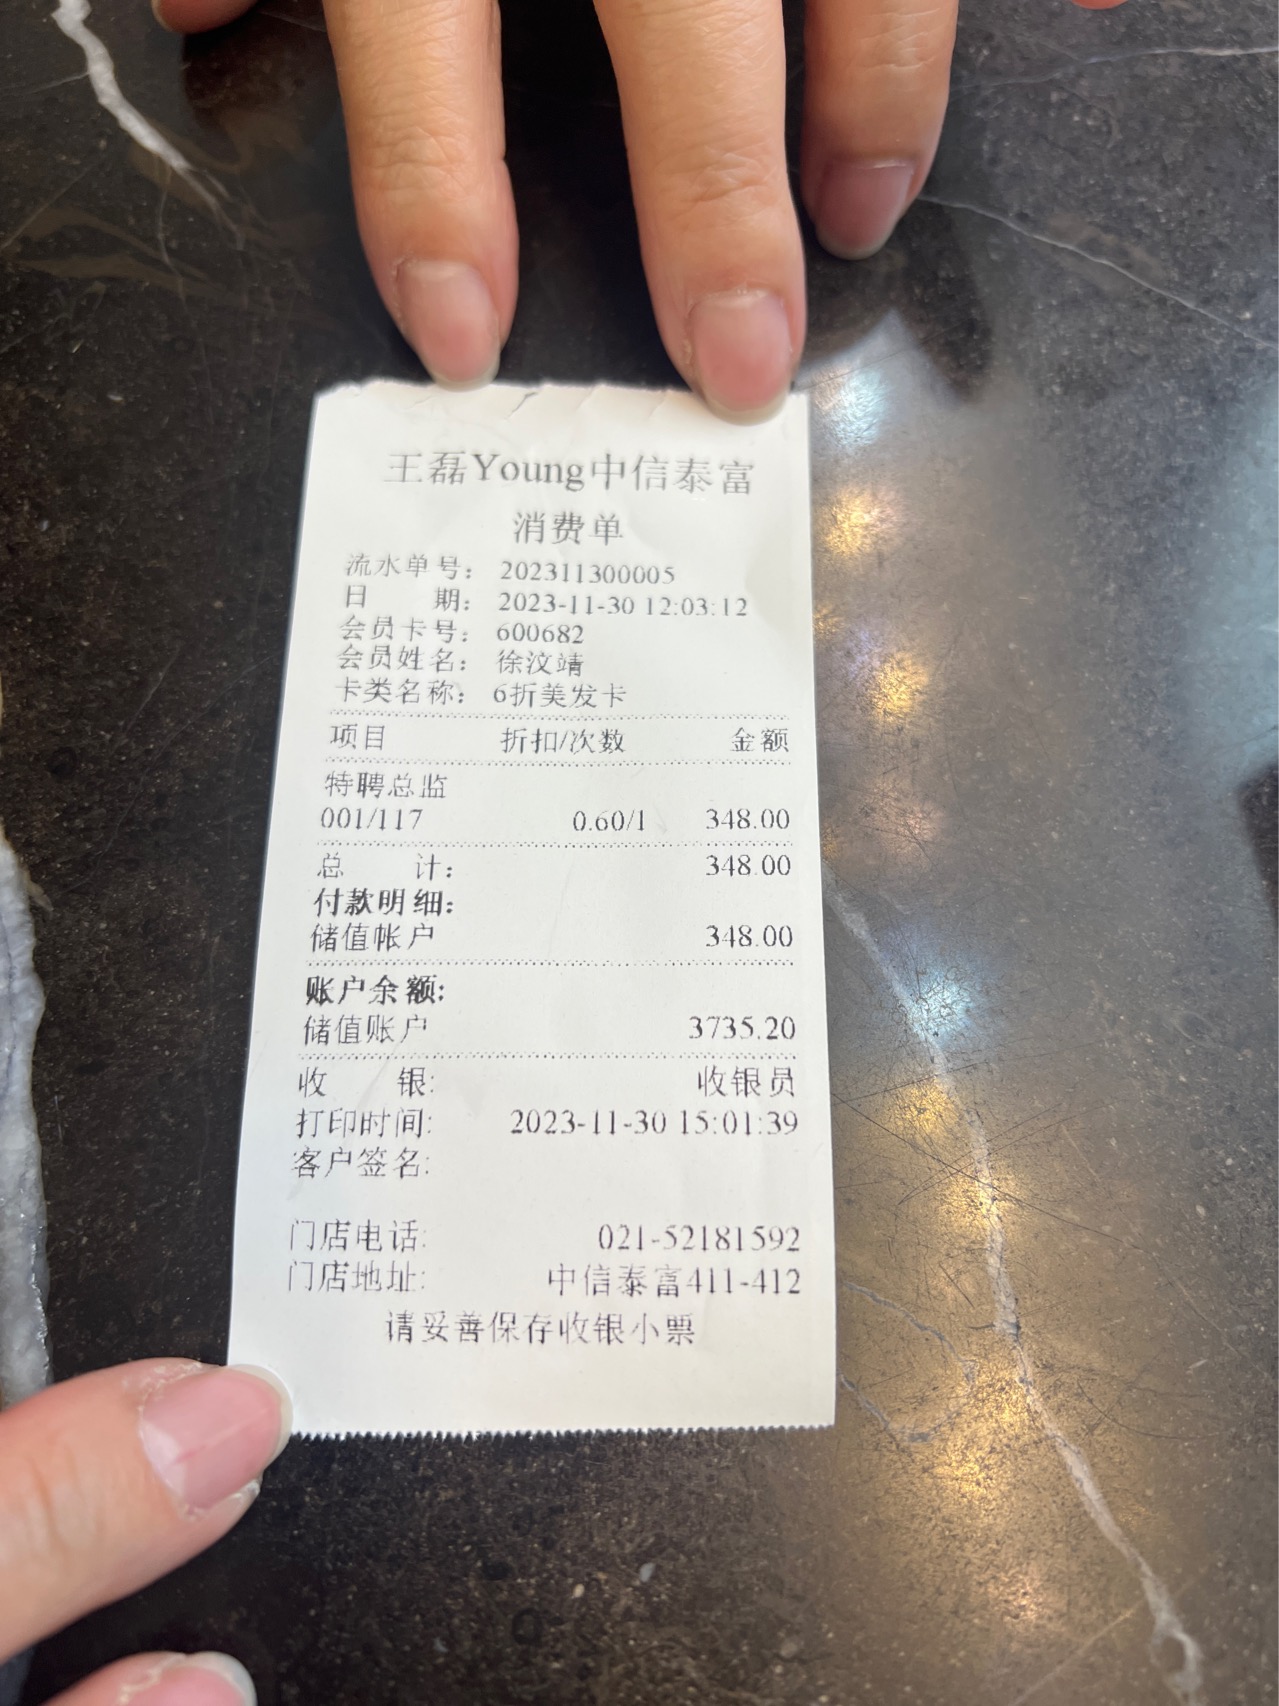 王磊Young中信泰富
消费单
流水单号： 202311300005
日 期： 2023-11-30 12:03:12
会员卡号： 600682
会员姓名： 徐汶靖
卡类名称： 6折美发卡
项目 折扣/次数 金额
特聘总监
001/117 0.60/1 348.00
总 计： 348.00
付款明细：
储值帐户 348.00
账户余额:
储值账户 3735.20
收 银: 收银员
打印时间: 2023-11-30 15:01:39
客户签名:
门店电话: 021-52181592
门店地址: 中信泰富411-412
请妥善保存收银小票